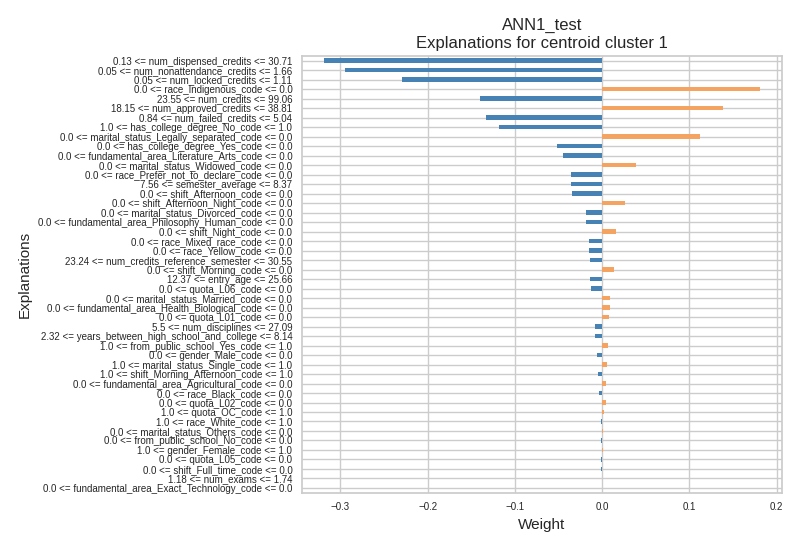 ANN1_test
Explanations for centroid cluster 1
0.13 <= num_dispensed_credits <= 30.71
0.05 <= num_nonattendance_credits <= 1.66
0.05 <= num_locked_credits <= 1.11
0.0 <= race_Indigenous_code <= 0.0
23.55 <= num_credits <= 99.06
18.15 <= num_approved_credits <= 38.81
0.84 <= num_failed_credits <= 5.04
1.0 <= has_college_degree_No_code <= 1.0
0.0 <= marital_status_Legally_separated_code <= 0.0
0.0 <= has_college_degree_Yes_code <= 0.0
0.0 <= fundamental_area_Literature_Arts_code <= 0.0
0.0 <= marital_status_Widowed_code <= 0.0
0.0 <= race_Prefer_not_to_declare_code <= 0.0
7.56 <= semester_average <= 8.37
0.0 <= shift_Afternoon_code <= 0.0
0.0 <= shift_Afternoon_Night_code <= 0.0
0.0 <= marital_status_Divorced_code <= 0.0
0.0 <= fundamental_area_Philosophy_Human_code <= 0.0
0.0 <= shift_Night_code <= 0.0
0.0 <= race_Mixed_race_code <= 0.0
0.0 <= race_Yellow_code <= 0.0
23.24 <= num_credits_reference_semester <= 30.55
0.0 <= shift_Morning_code <= 0.0
12.37 <= entry_age <= 25.66
0.0 <= quota_L06_code <= 0.0
0.0 <= marital_status_Married_code <= 0.0
0.0 <= fundamental_area_Health_Biological_code <= 0.0
0.0 <= quota_L01_code <= 0.0
5.5 <= num_disciplines <= 27.09
2.32 <= years_between_high_school_and_college <= 8.14
1.0 <= from_public_school_Yes_code <= 1.0
0.0 <= gender_Male_code <= 0.0
1.0 <= marital_status_Single_code <= 1.0
1.0 <= shift_Morning_Afternoon_code <= 1.0
0.0 <= fundamental_area_Agricultural_code <= 0.0
0.0 <= race_Black_code <= 0.0
0.0 <= quota_L02_code <= 0.0
1.0 <= quota_OC_code <= 1.0
1.0 <= race_White_code <= 1.0
0.0 <= marital_status_Others_code <= 0.0
0.0 <= from_public_school_No_code <= 0.0
1.0 <= gender_Female_code <= 1.0
0.0 <= quota_L05_code <= 0.0
0.0 <= shift_Full_time_code <= 0.0
1.18 <= num_exams <= 1.74
0.0 <= fundamental_area_Exact_Technology_code <= 0.0
Explanations
−0.3 −0.2 −0.1 0.0 0.1 0.2
Weight